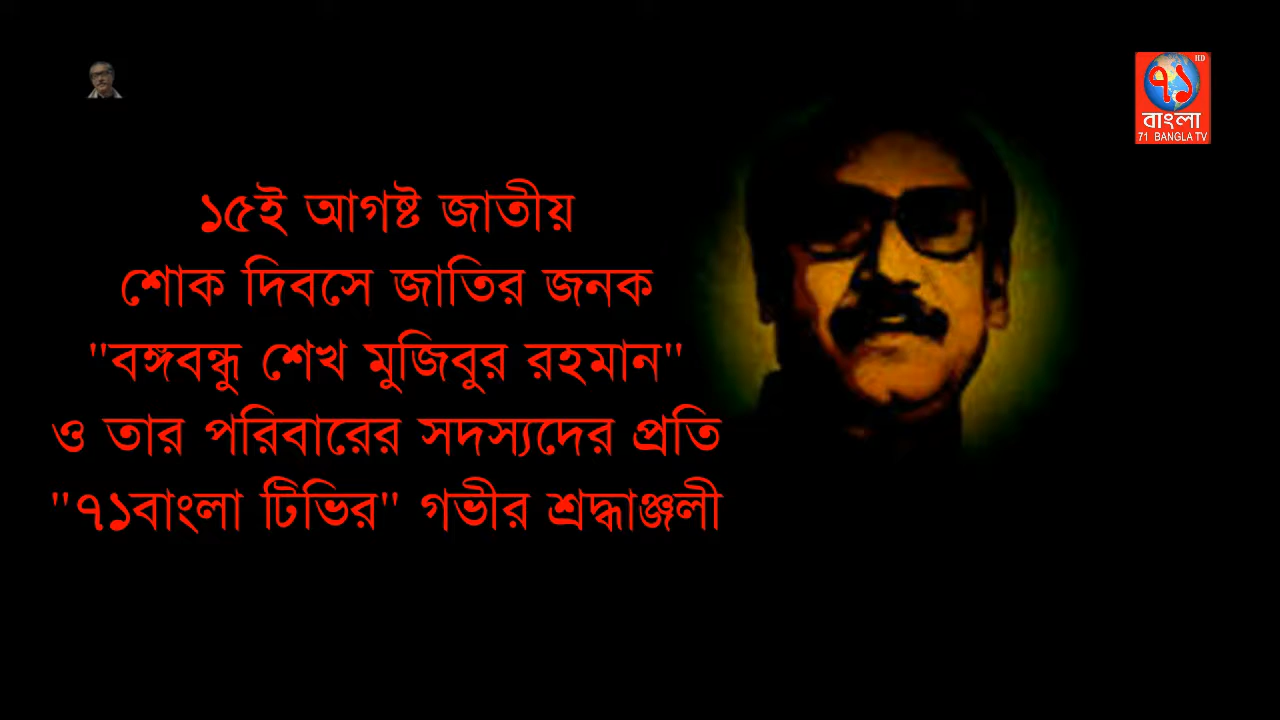 ১৫ই আগষ্ট জাতীয়
শোক দিবসে জাতির জনক
"বঙ্গবন্ধু শেখ মুজিবুর রহমান"
ও তার পরিবারের সদস্যদের প্রতি
"৭১বাংলা টিভির" গভীর শ্রদ্ধাঞ্জলী
IED
৭১
বাংলা
71 BANGLA TV